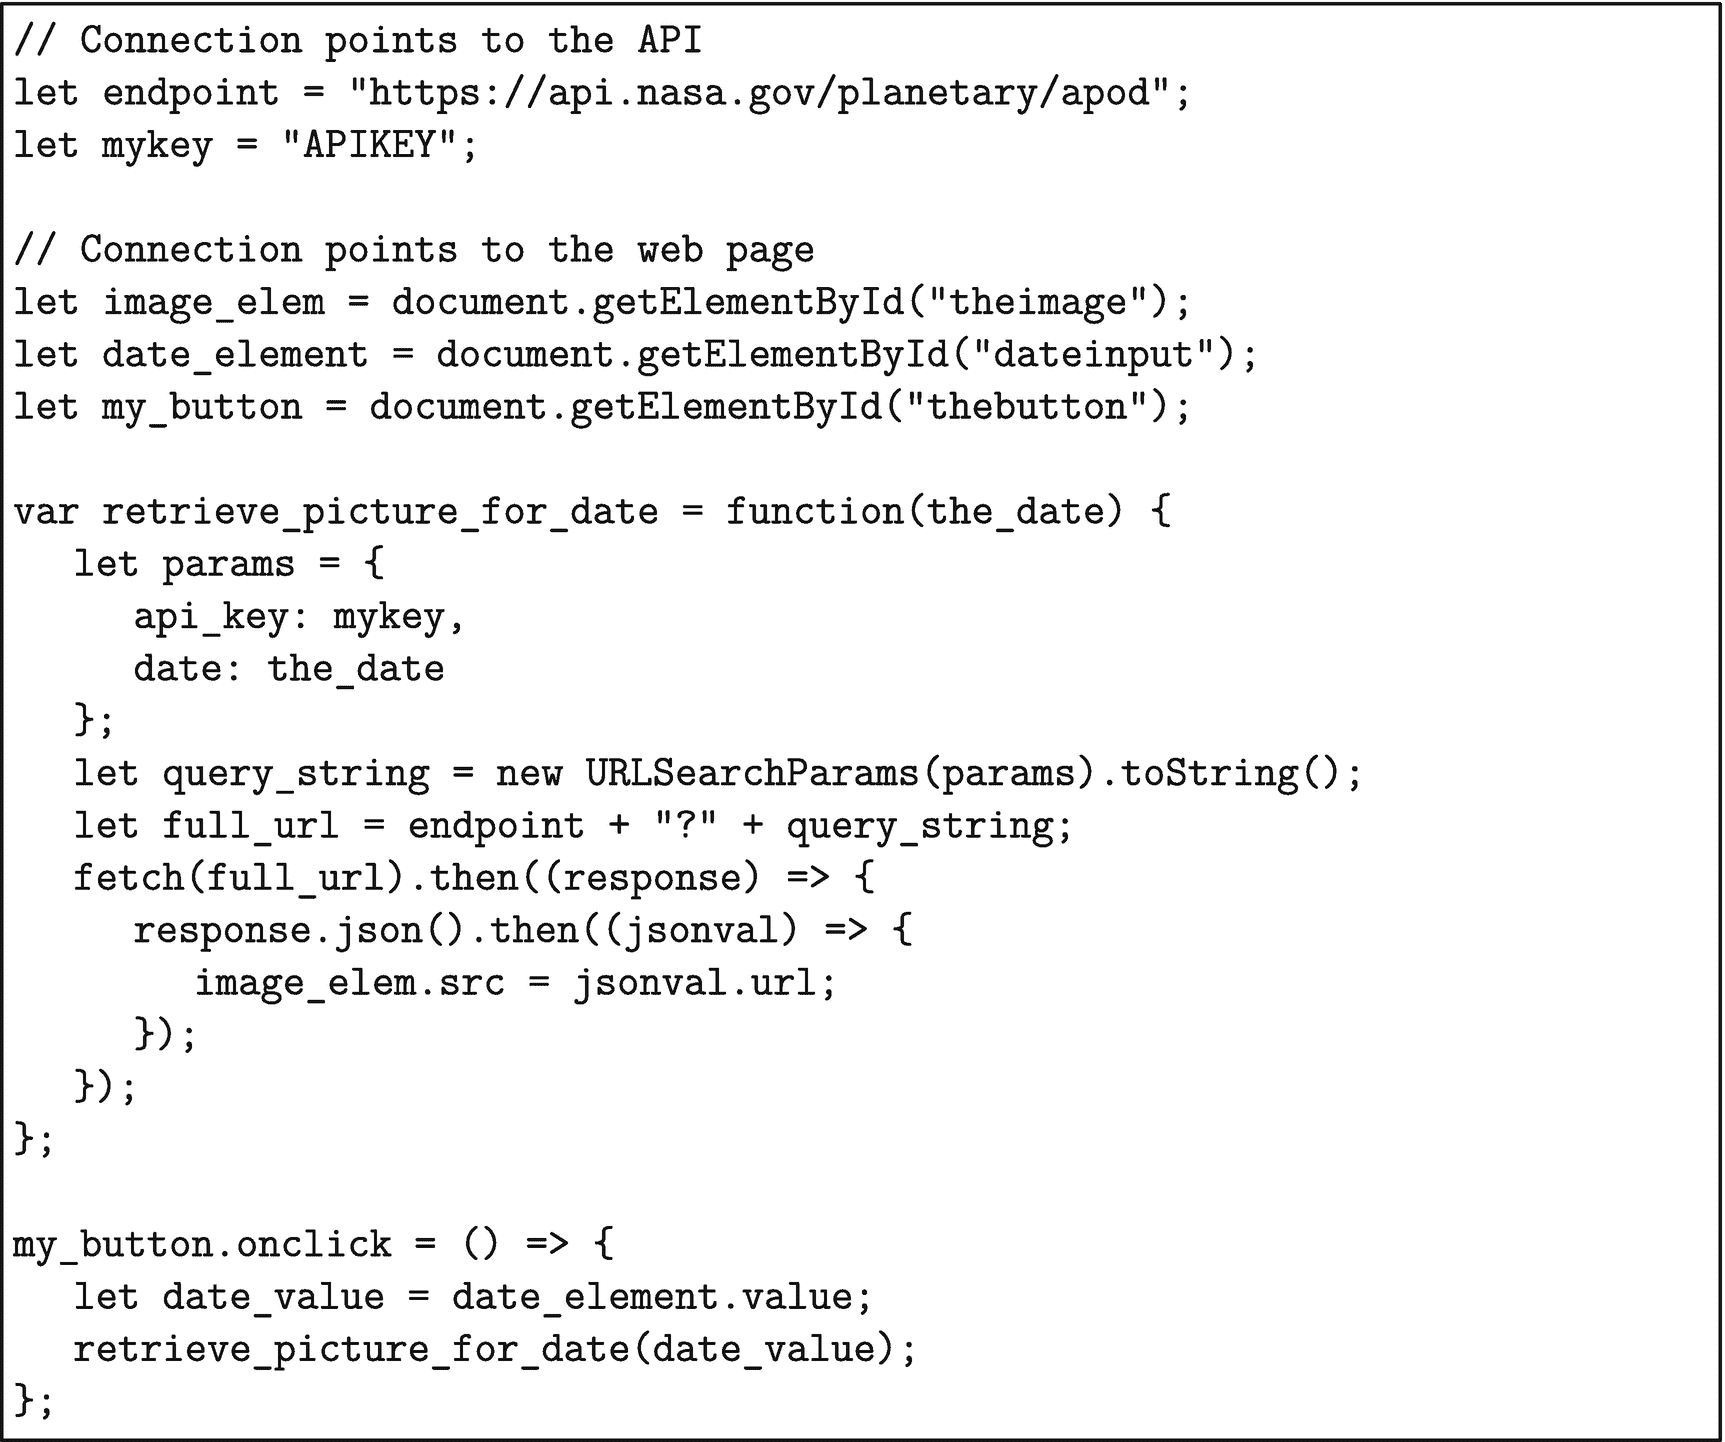 // Connection points to the API
let endpoint = "https://api.nasa.gov/planetary/apod";
let mykey = "APIKEY";

// Connection points to the web page
let image_elem = document.getElementById("theimage");
let date_element = document.getElementById("dateinput");
let my_button = document.getElementById("thebutton");

var retrieve_picture_for_date = function(the_date) {
   let params = {
      api_key: mykey,
      date: the_date
   };
   let query_string = new URLSearchParams(params).toString();
   let full_url = endpoint + "?" + query_string;
   fetch(full_url).then((response) => {
      response.json().then((jsonval) => {
         image_elem.src = jsonval.url;
      });
   });
};

my_button.onclick = () => {
   let date_value = date_element.value;
   retrieve_picture_for_date(date_value);
};